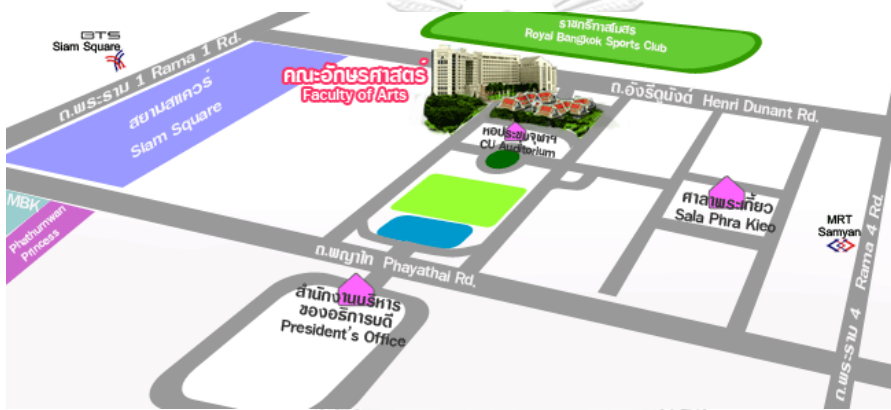 ราชกรีฑาสโมสร
Royal Bangkok Sports Club
BTS
Siam Square
ถ.พระราม 1 Rama 1 Rd.
สยามสแควร์
Siam Square
คณะอักษรศาสตร์
Faculty of Arts
ถ.อังรีดูนังต์ Henri Dunant Rd.
หอประชุมจุฬาฯ
CU Auditorium
ศาลาพระเกี้ยว
Sala Phra Kieo
MRT
Samyan
MBK
Phathumwan
Princess
ถ.พญาไท Phayathai Rd.
สำนักงานบริหาร
ของอธิการบดี
President's Office
ถ.พระราม 4 Rama 4 Rd.